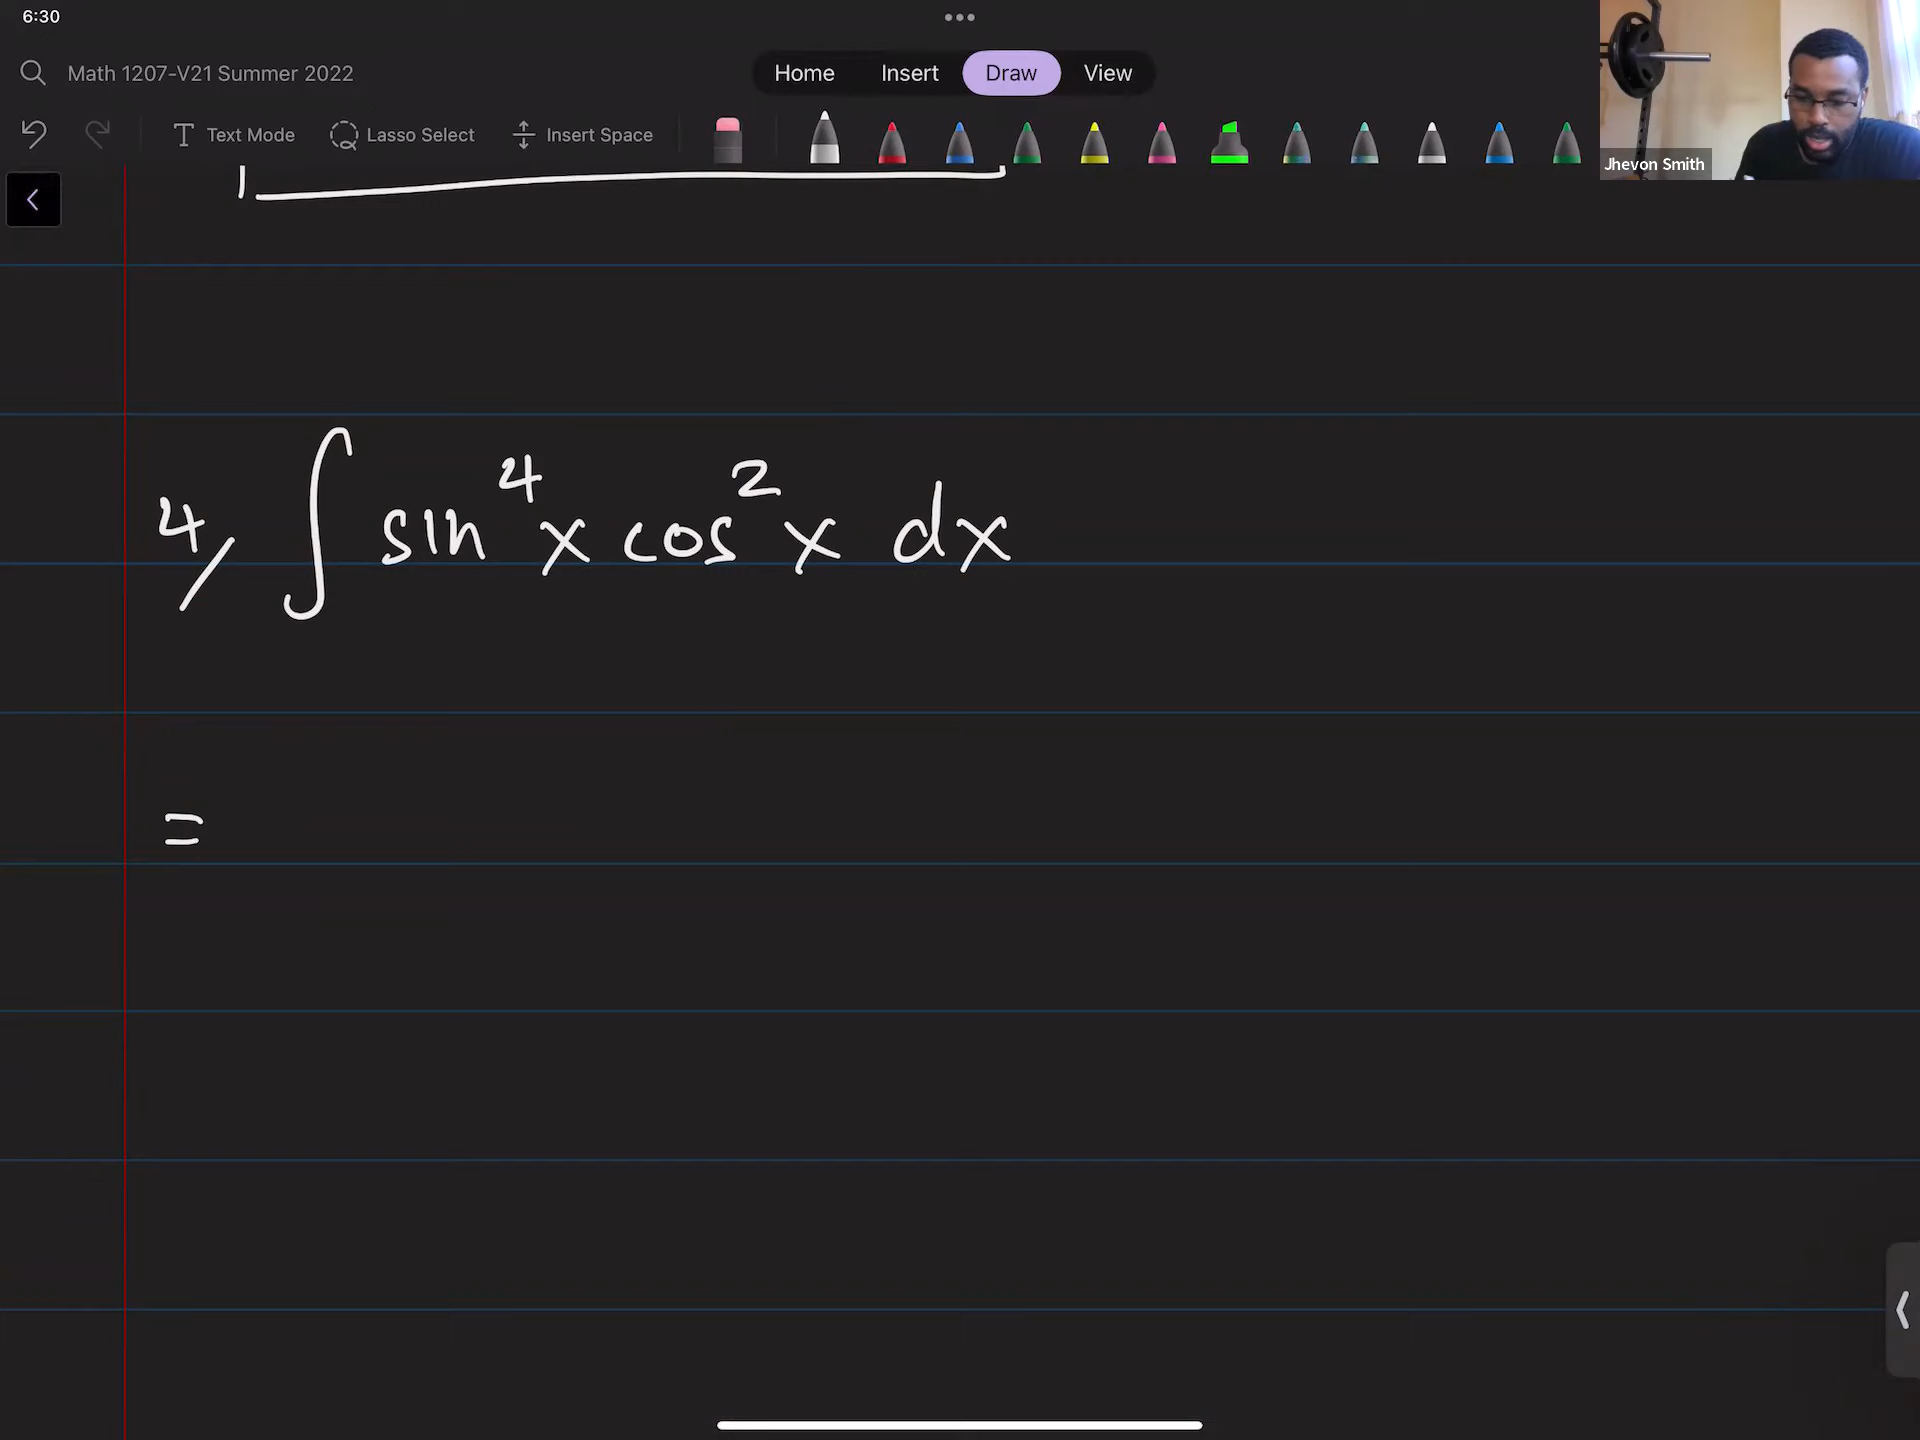 6:30
Math 1207-V21 Summer 2022
Home Insert Draw View
Text Mode Lasso Select Insert Space
Jhevon Smith
4/ ∫ sin⁴x cos²x dx
=